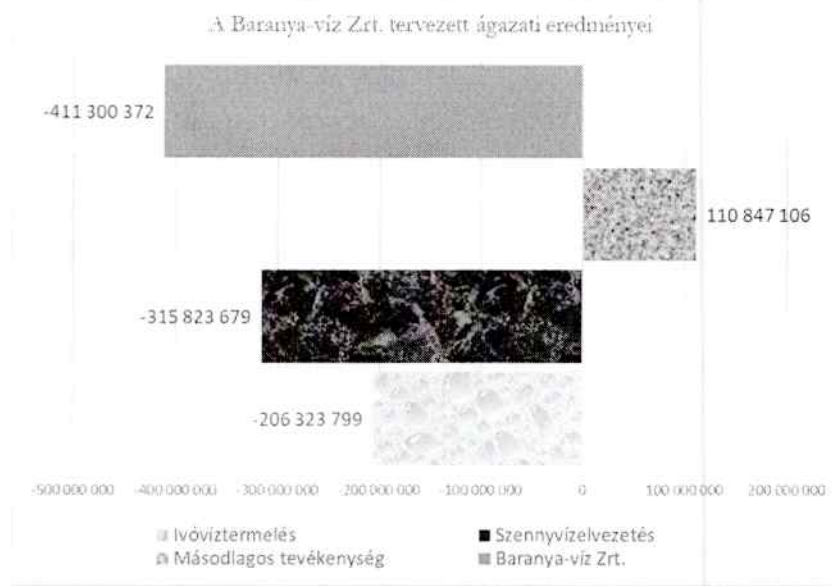 A Baranya-víz Zrt. tervezett ágazati eredményei
-411 300 372
110 847 106
-315 823 679
-206 323 799
-500 000 000 -400 000 000 -300 000 000 -200 000 000 -100 000 000 0 100 000 000 200 000 000
Ivóvíztermelés Szennyvízelvezetés
Másodlagos tevékenység Baranya-víz Zrt.